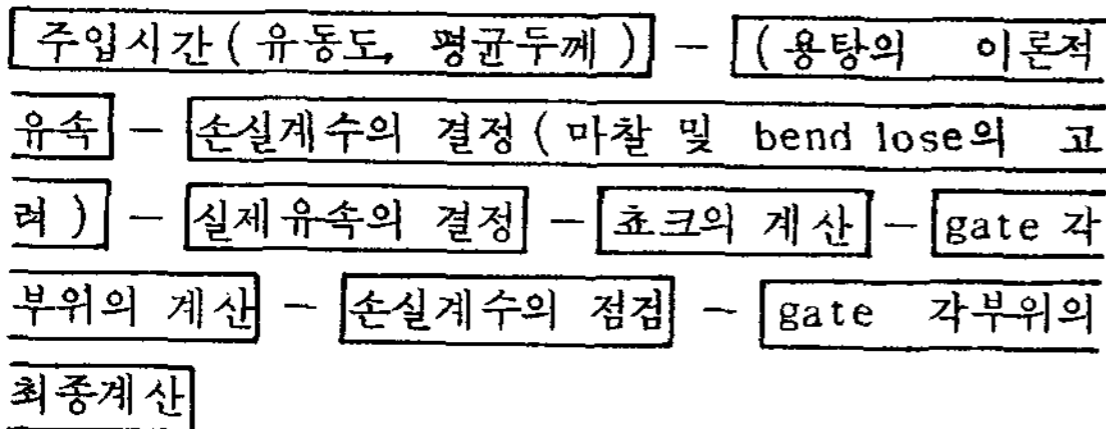 주입시간 ( 유동도, 평균두께 ) - ( 용탕의 이론적
유속 - 손실계수의 결정 ( 마찰 및 bend lose의 고
려 ) - 실제유속의 결정 - 쵸크의 계산 - gate 각
부위의 계산 - 손실계수의 점검 - gate 각부위의
최종계산